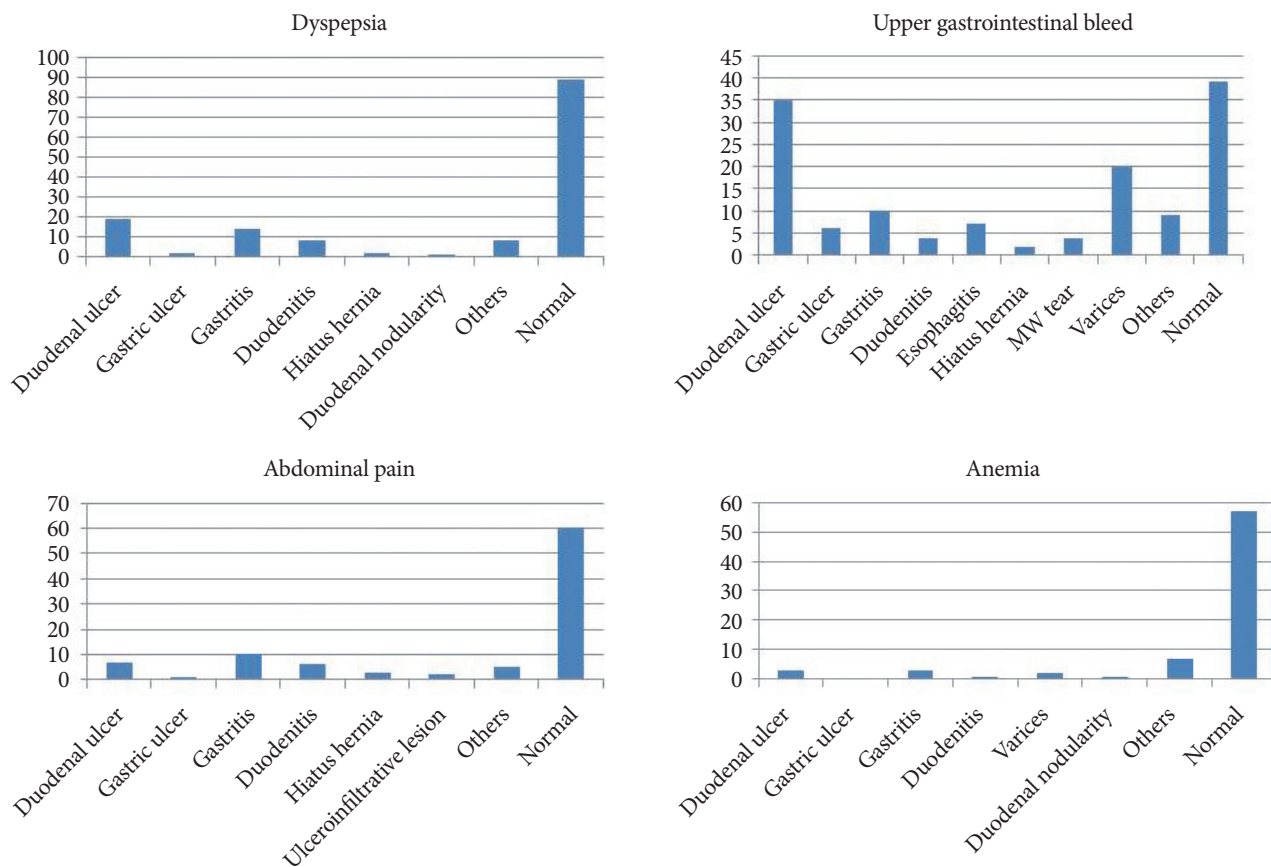 Dyspepsia
100
90
80
70
60
50
40
30
20
10
0
Duodenal ulcer
Gastric ulcer
Gastritis
Duodenitis
Hiatus hernia
Duodenal nodularity
Others
Normal
Upper gastrointestinal bleed
45
40
35
30
25
20
15
10
5
0
Duodenal ulcer
Gastric ulcer
Gastritis
Duodenitis
Esophagitis
Hiatus hernia
MW tear
Varices
Others
Normal
Abdominal pain
70
60
50
40
30
20
10
0
Duodenal ulcer
Gastric ulcer
Gastritis
Duodenitis
Hiatus hernia
Ulceroinfiltrative lesion
Others
Normal
Anemia
60
50
40
30
20
10
0
Duodenal ulcer
Gastric ulcer
Gastritis
Duodenitis
Varices
Duodenal nodularity
Others
Normal